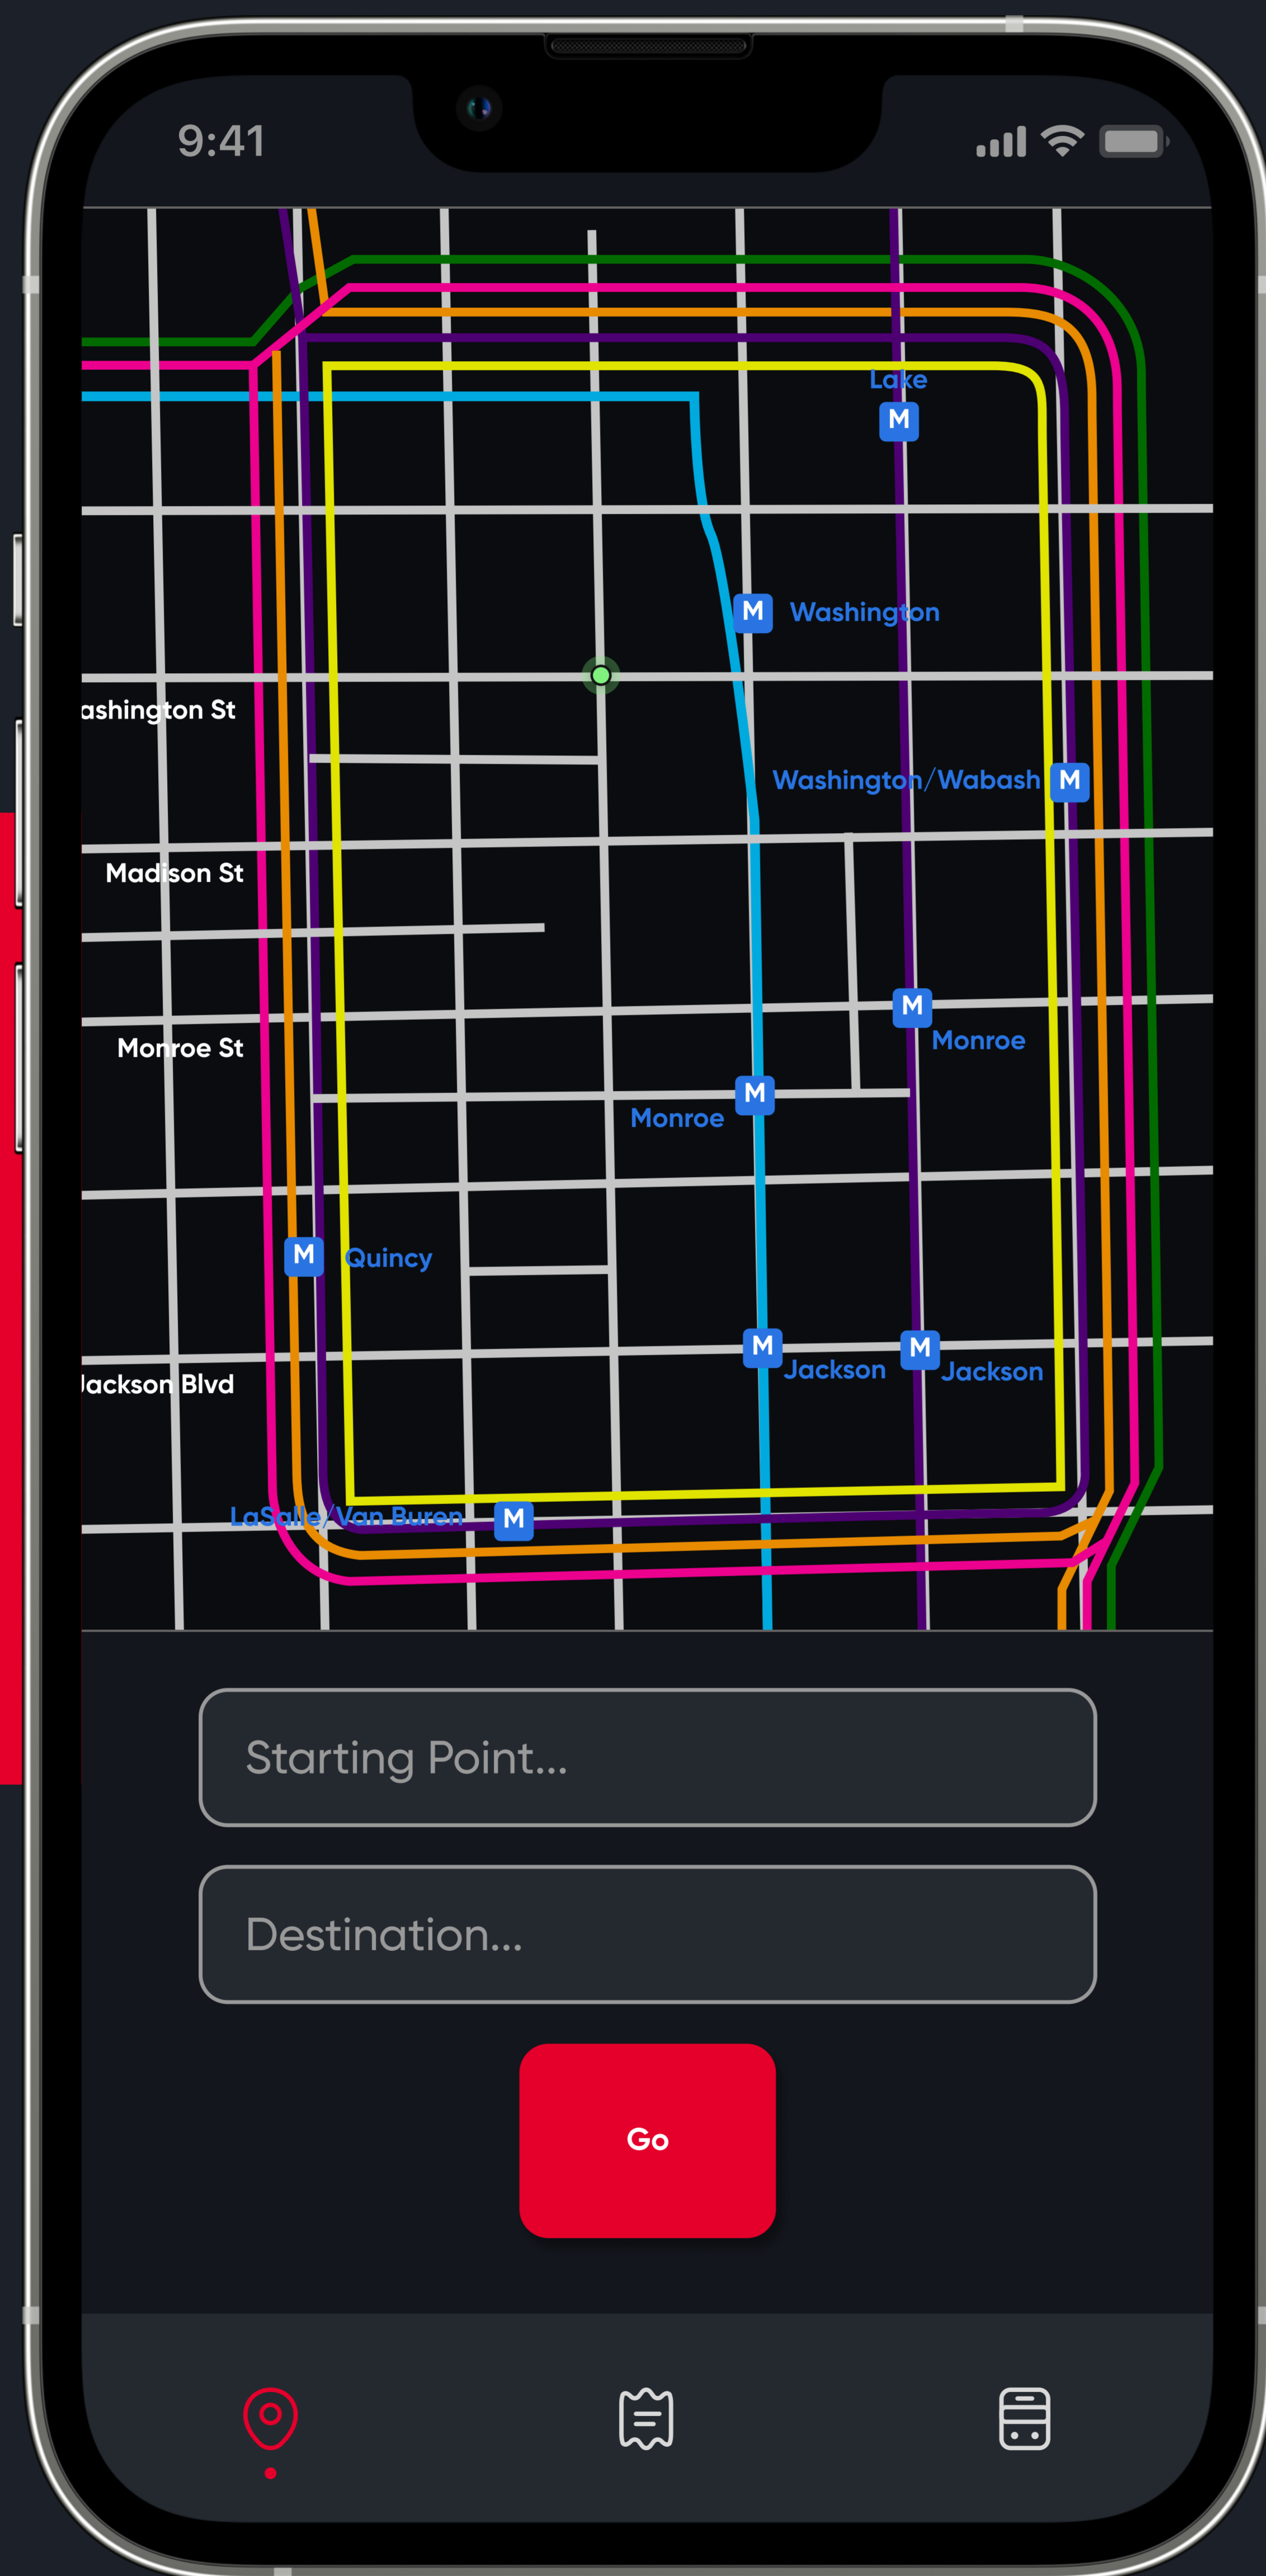 9:41
Lake
M
M Washington
ashington St
Washington/Wabash M
Madison St
M
Monroe
Monroe St
M
Monroe
M Quincy
M
Jackson
M
Jackson
Jackson Blvd
LaSalle/Van Buren M
Starting Point...
Destination...
Go